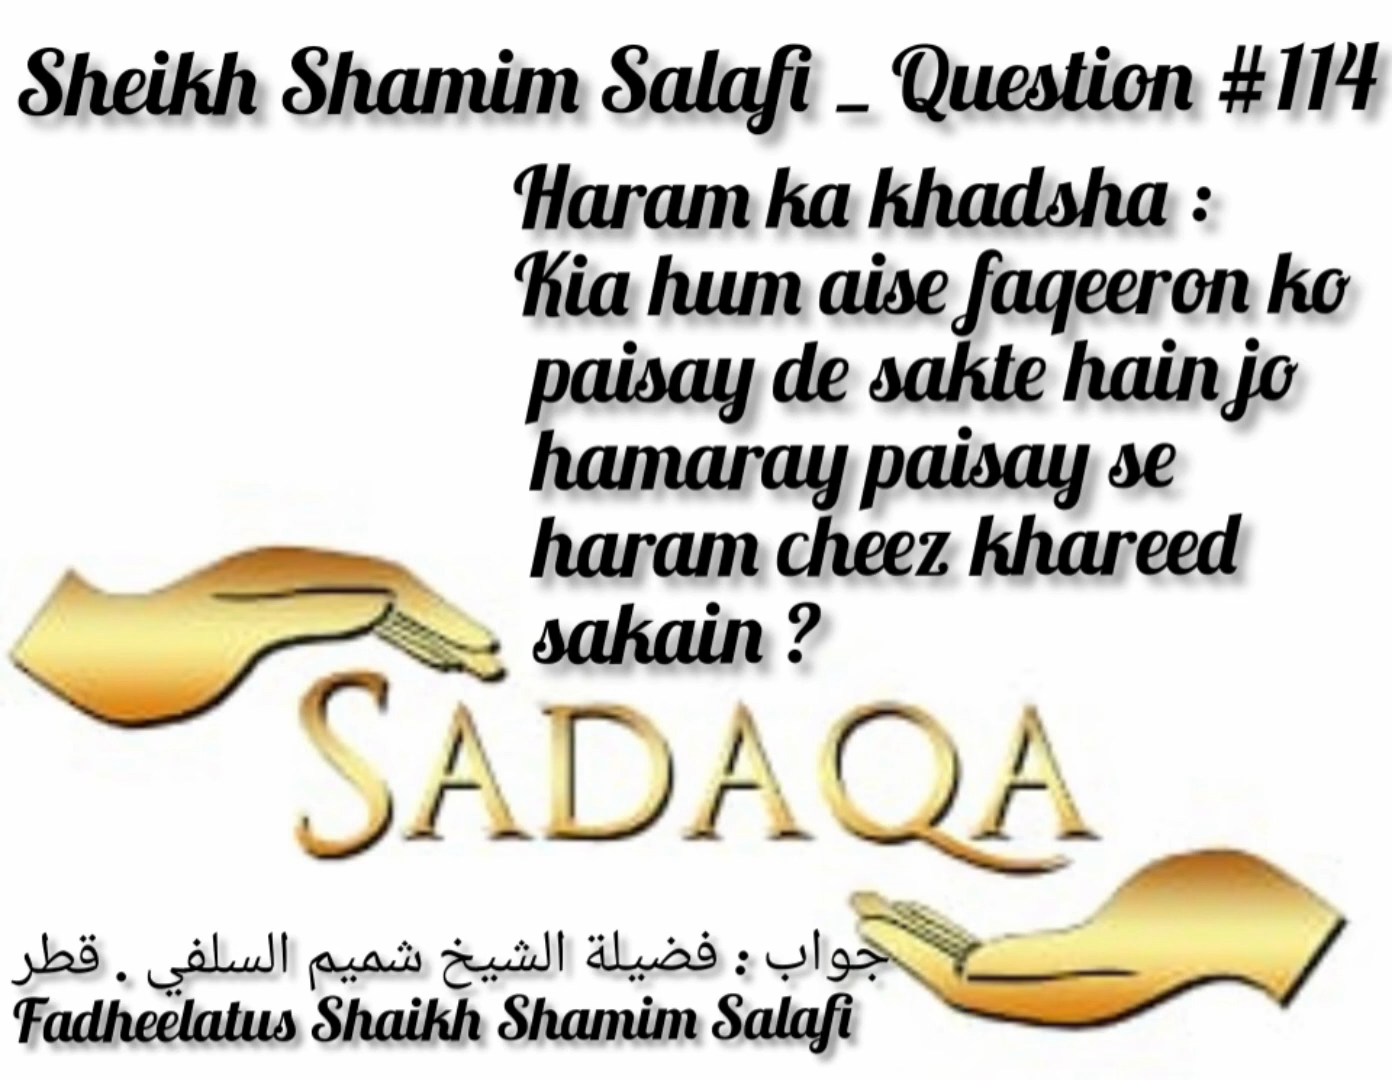 Sheikh Shamim Salafi _ Question #114
Haram ka khadsha :
Kia hum aise faqeeron ko
paisay de sakte hain jo
hamaray paisay se
haram cheez khareed
sakain ?
SADAQA
جواب : فضيلة الشيخ شميم السلفي . قطر
Fadheelatus Shaikh Shamim Salafi